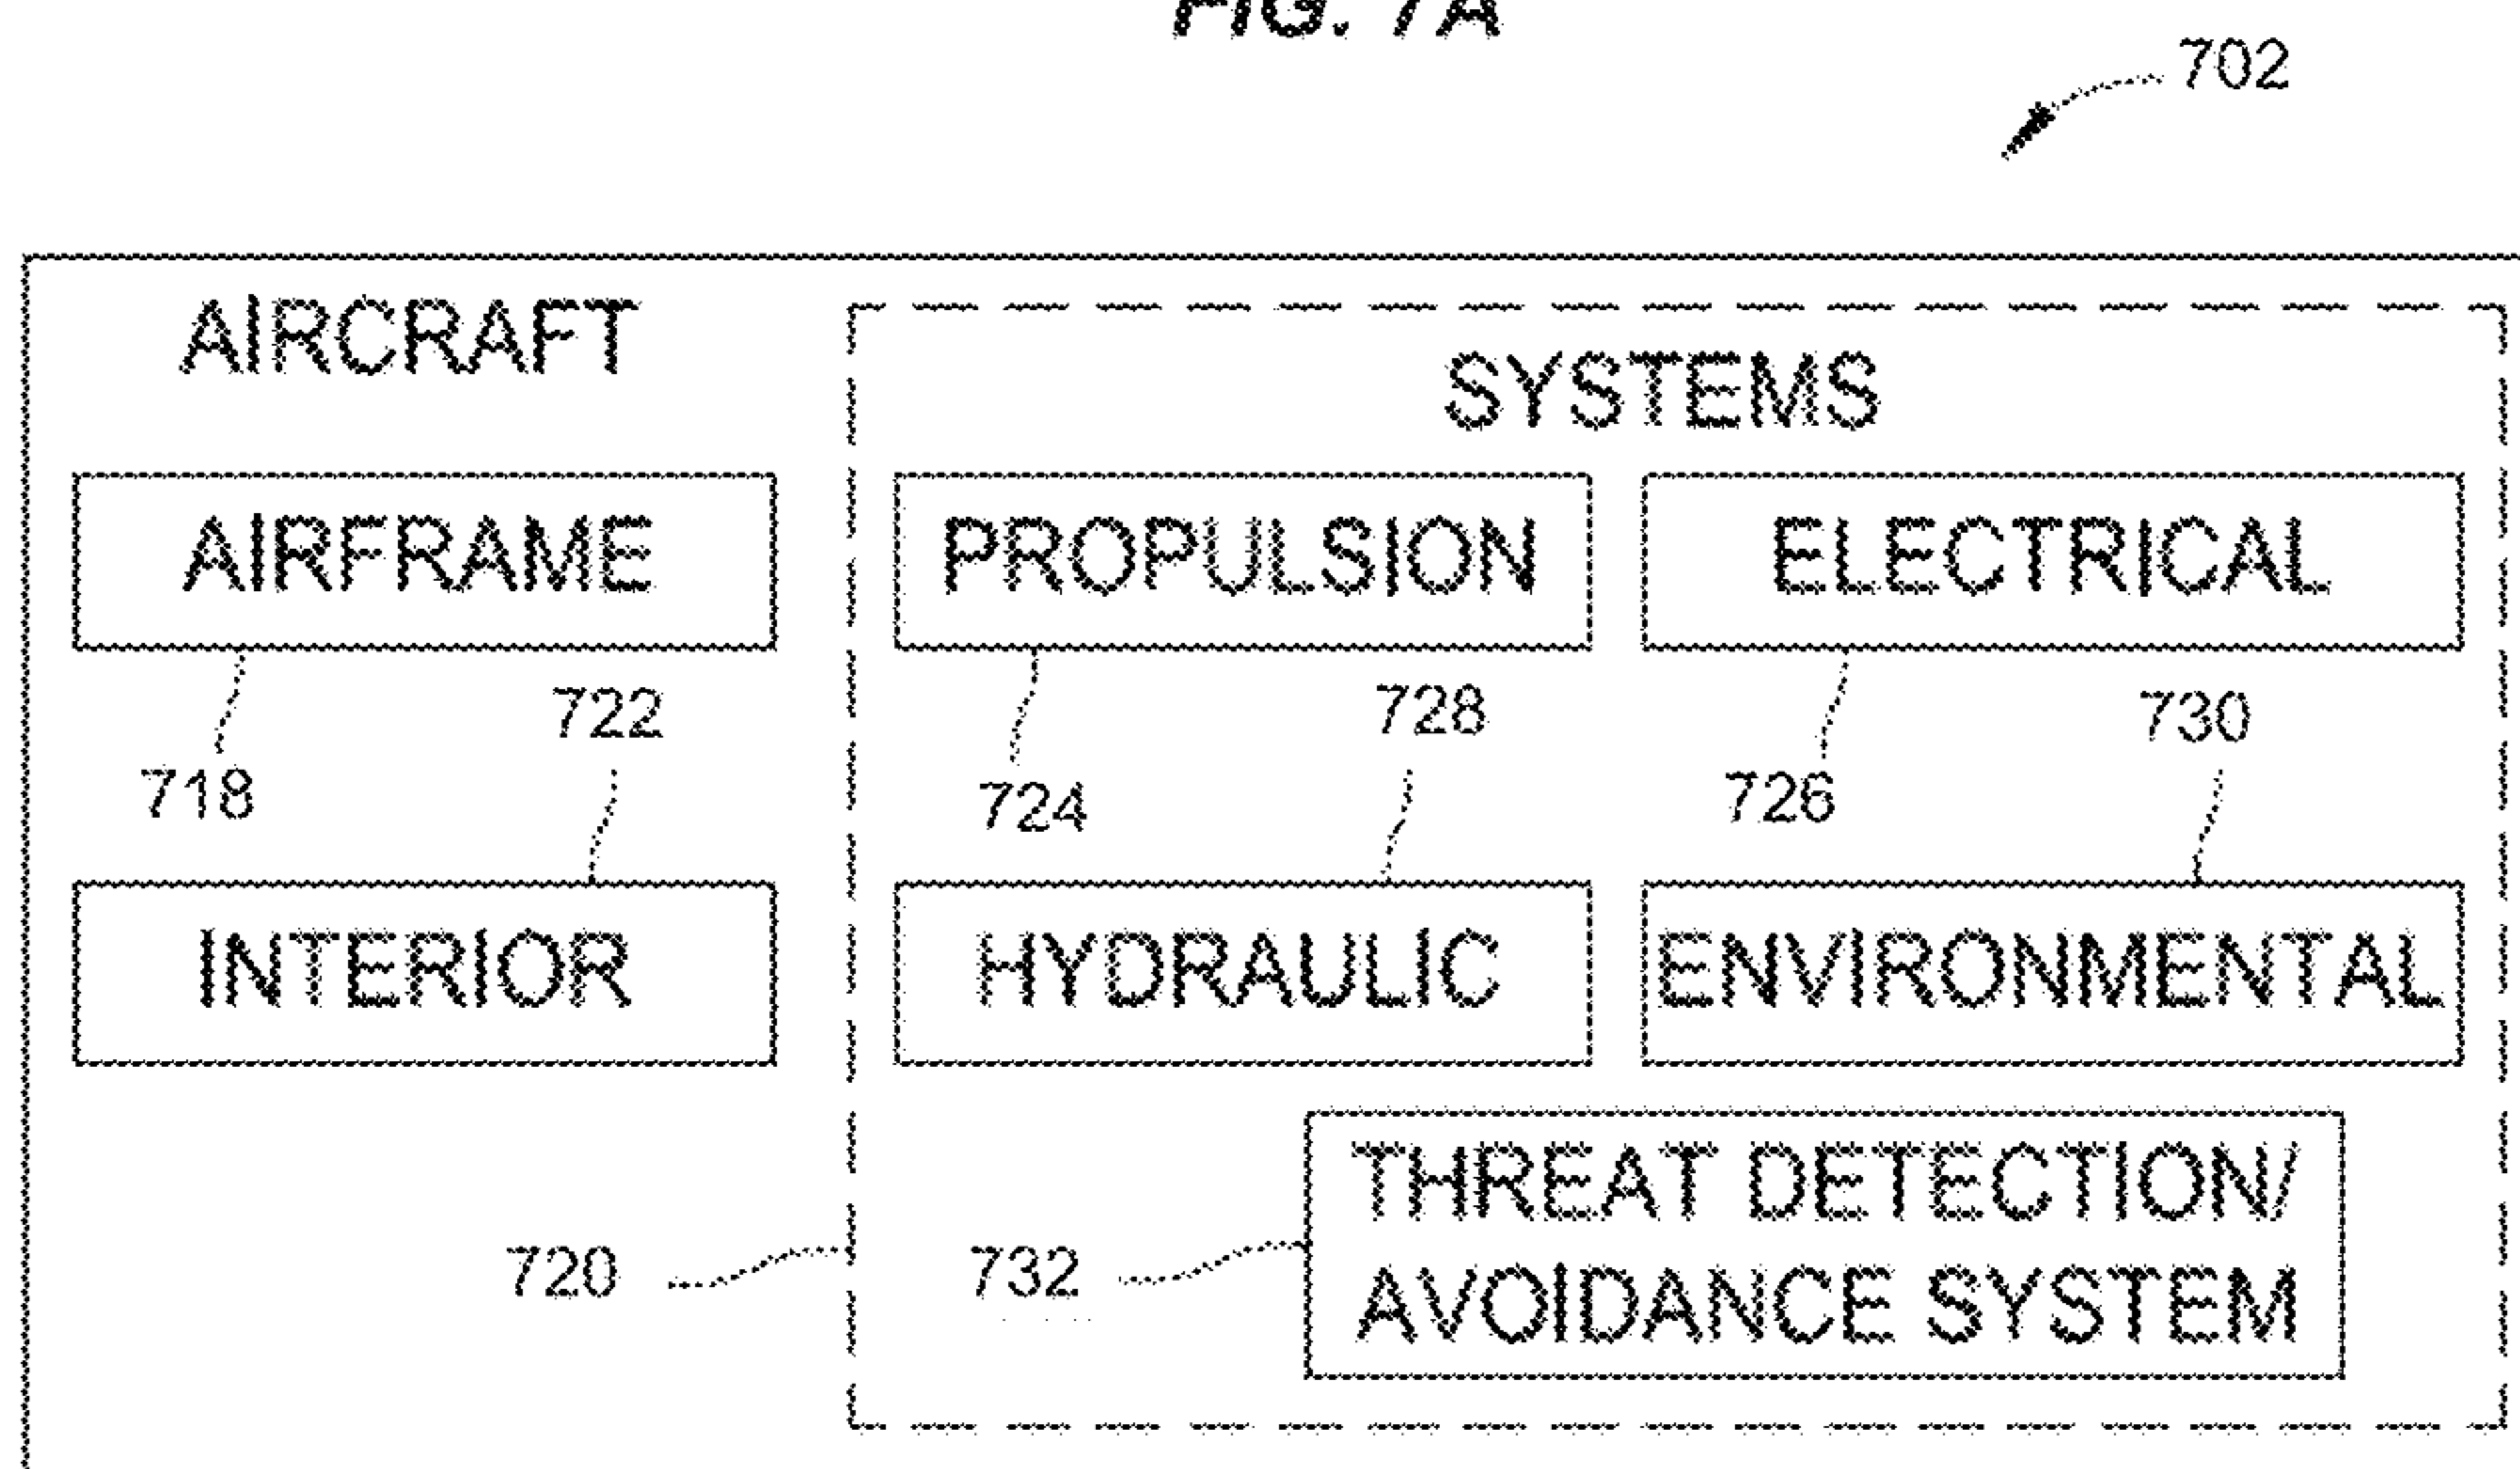 FIG. 7A
702
AIRCRAFT
SYSTEMS
AIRFRAME
PROPULSION
ELECTRICAL
722
728
730
718
724
726
INTERIOR
HYDRAULIC
ENVIRONMENTAL
THREAT DETECTION/
720
732
AVOIDANCE SYSTEM